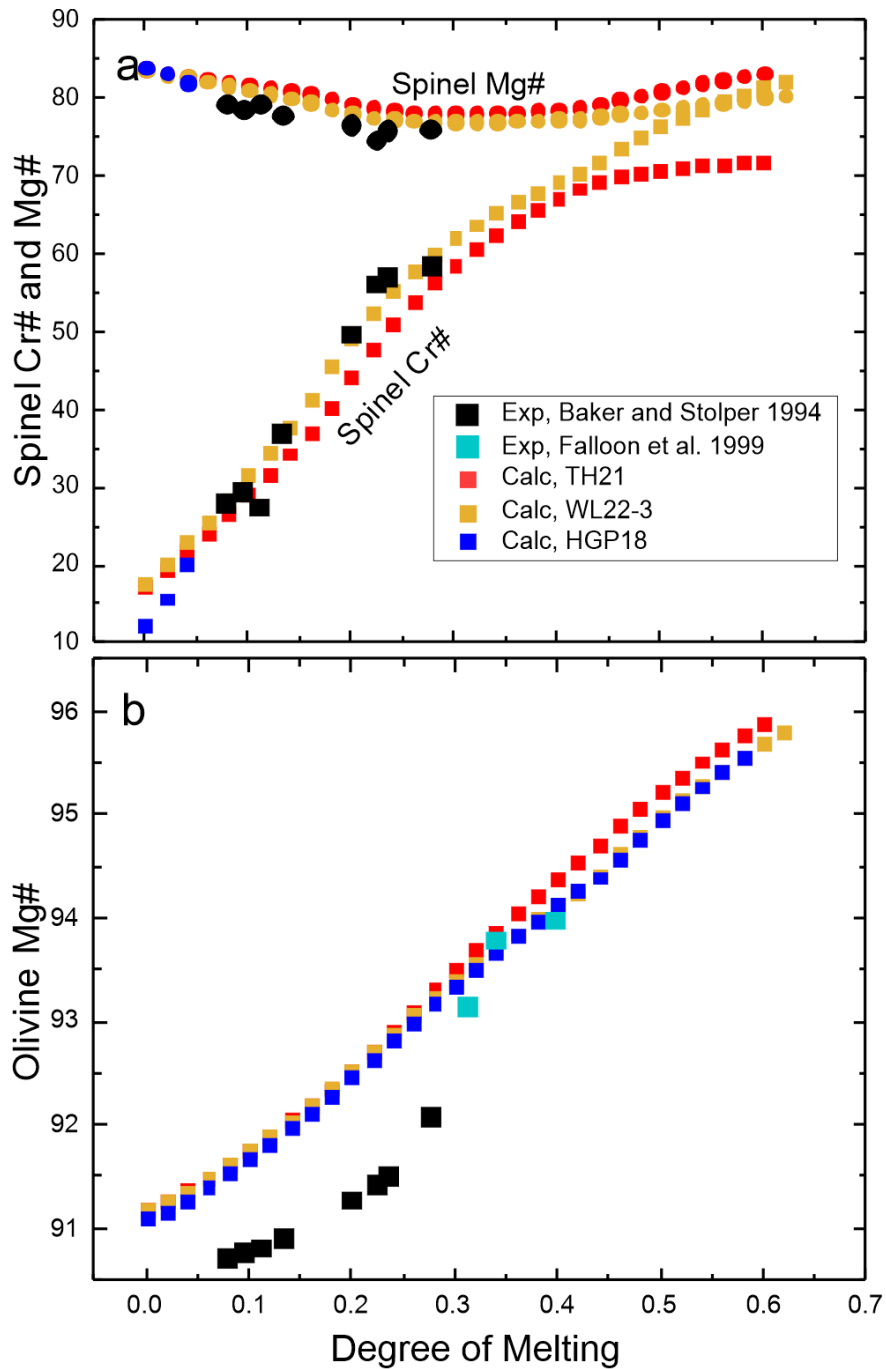 90
80
70
60
50
40
30
20
10
Spinel Cr# and Mg#
a
Spinel Mg#
Spinel Cr#
Exp, Baker and Stolper 1994
Exp, Falloon et al. 1999
Calc, TH21
Calc, WL22-3
Calc, HGP18
b
96
95
94
93
92
91
Olivine Mg#
0.0 0.1 0.2 0.3 0.4 0.5 0.6 0.7
Degree of Melting